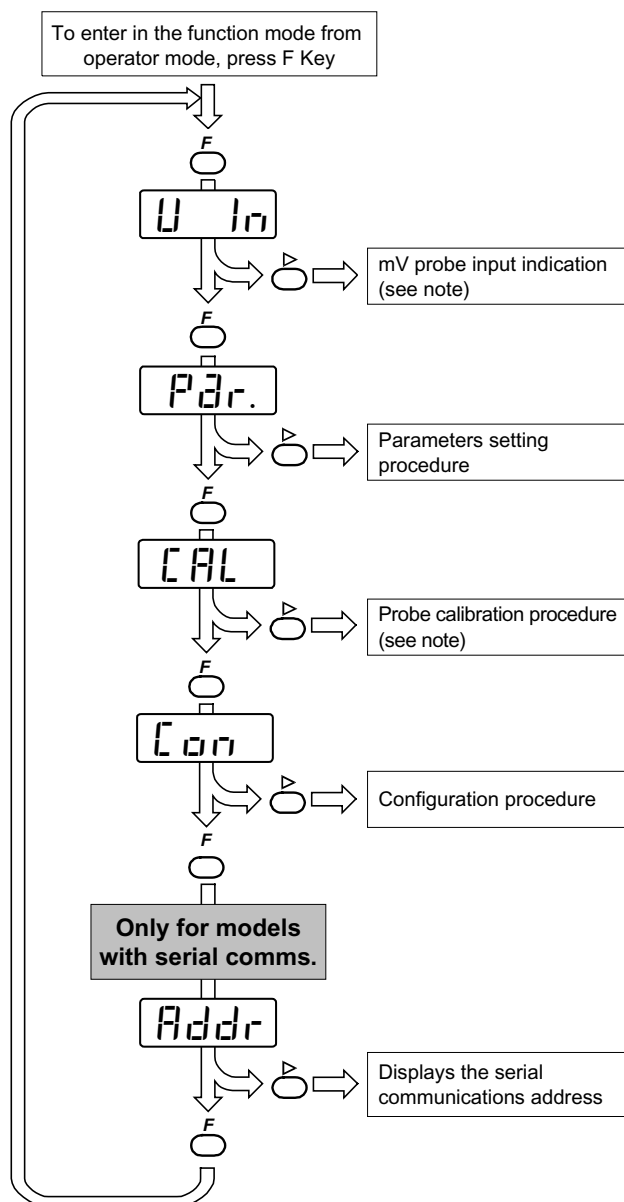 To enter in the function mode from
operator mode, press F Key
F
U In
mV probe input indication
(see note)
F
Par.
Parameters setting
procedure
F
CAL
Probe calibration procedure
(see note)
F
Con
Configuration procedure
F
Only for models
with serial comms.
Addr
Displays the serial
communications address
F